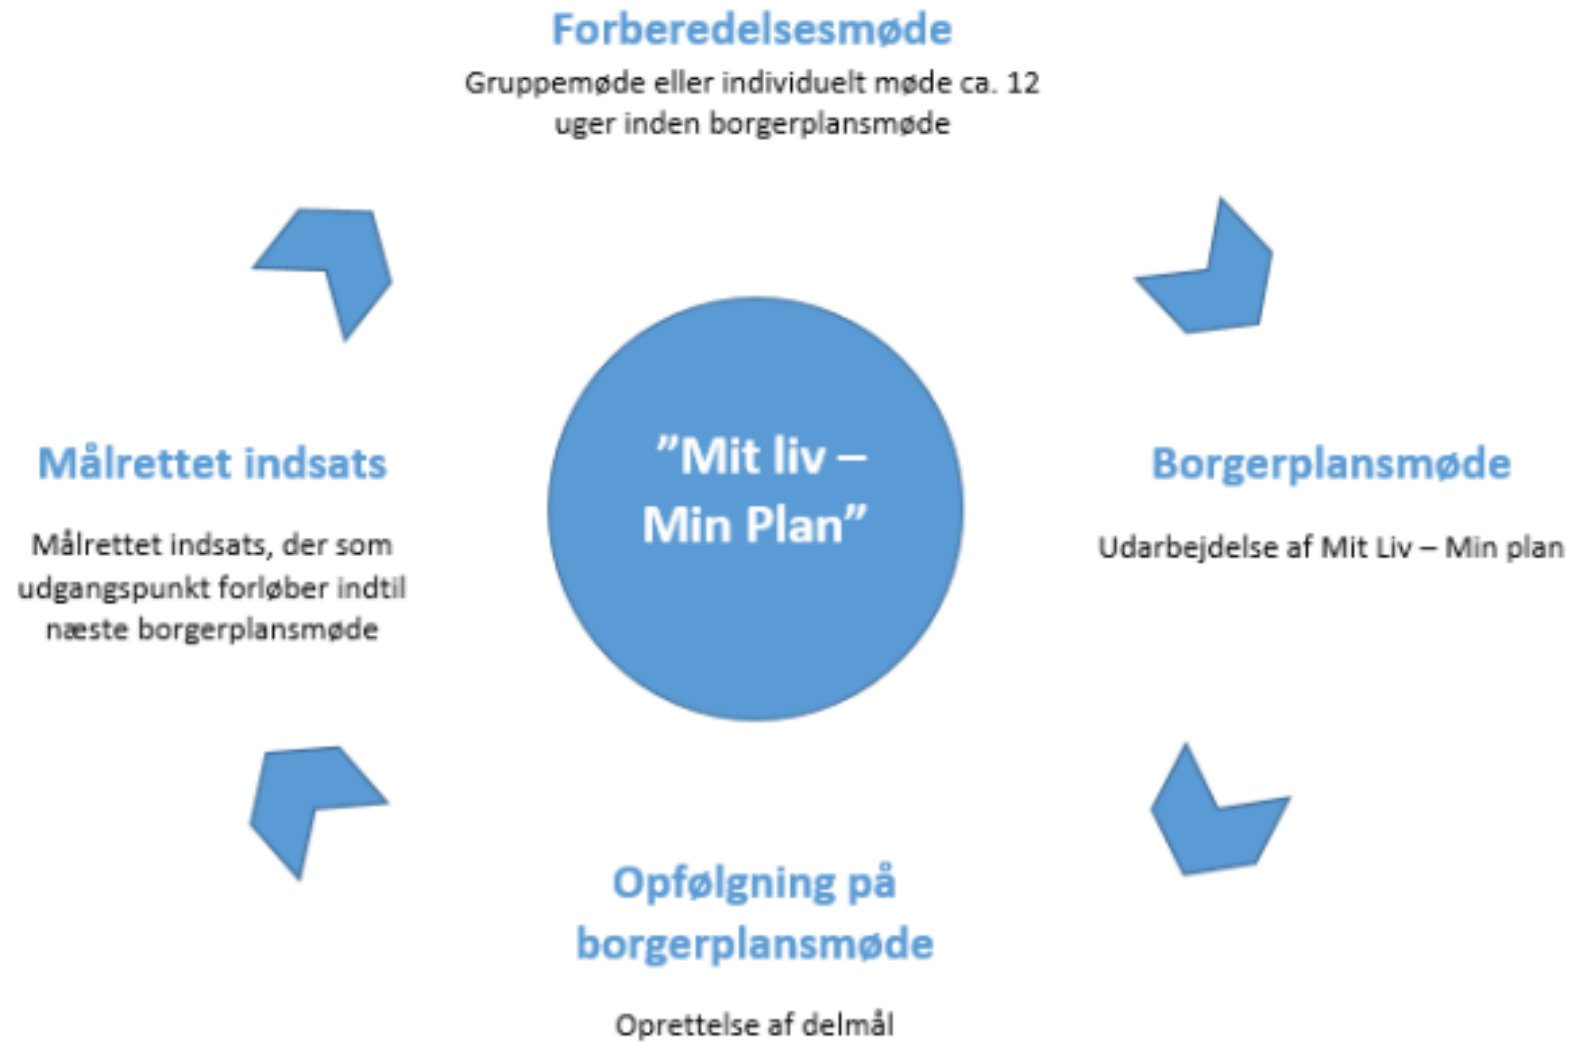 Forberedelsesmøde
Gruppemøde eller individuelt møde ca. 12
uger inden borgerplansmøde
Målrettet indsats
Målrettet indsats, der som
udgangspunkt forløber indtil
næste borgerplansmøde
”Mit liv –
Min Plan”
Borgerplansmøde
Udarbejdelse af Mit Liv – Min plan
Opfølgning på
borgerplansmøde
Oprettelse af delmål